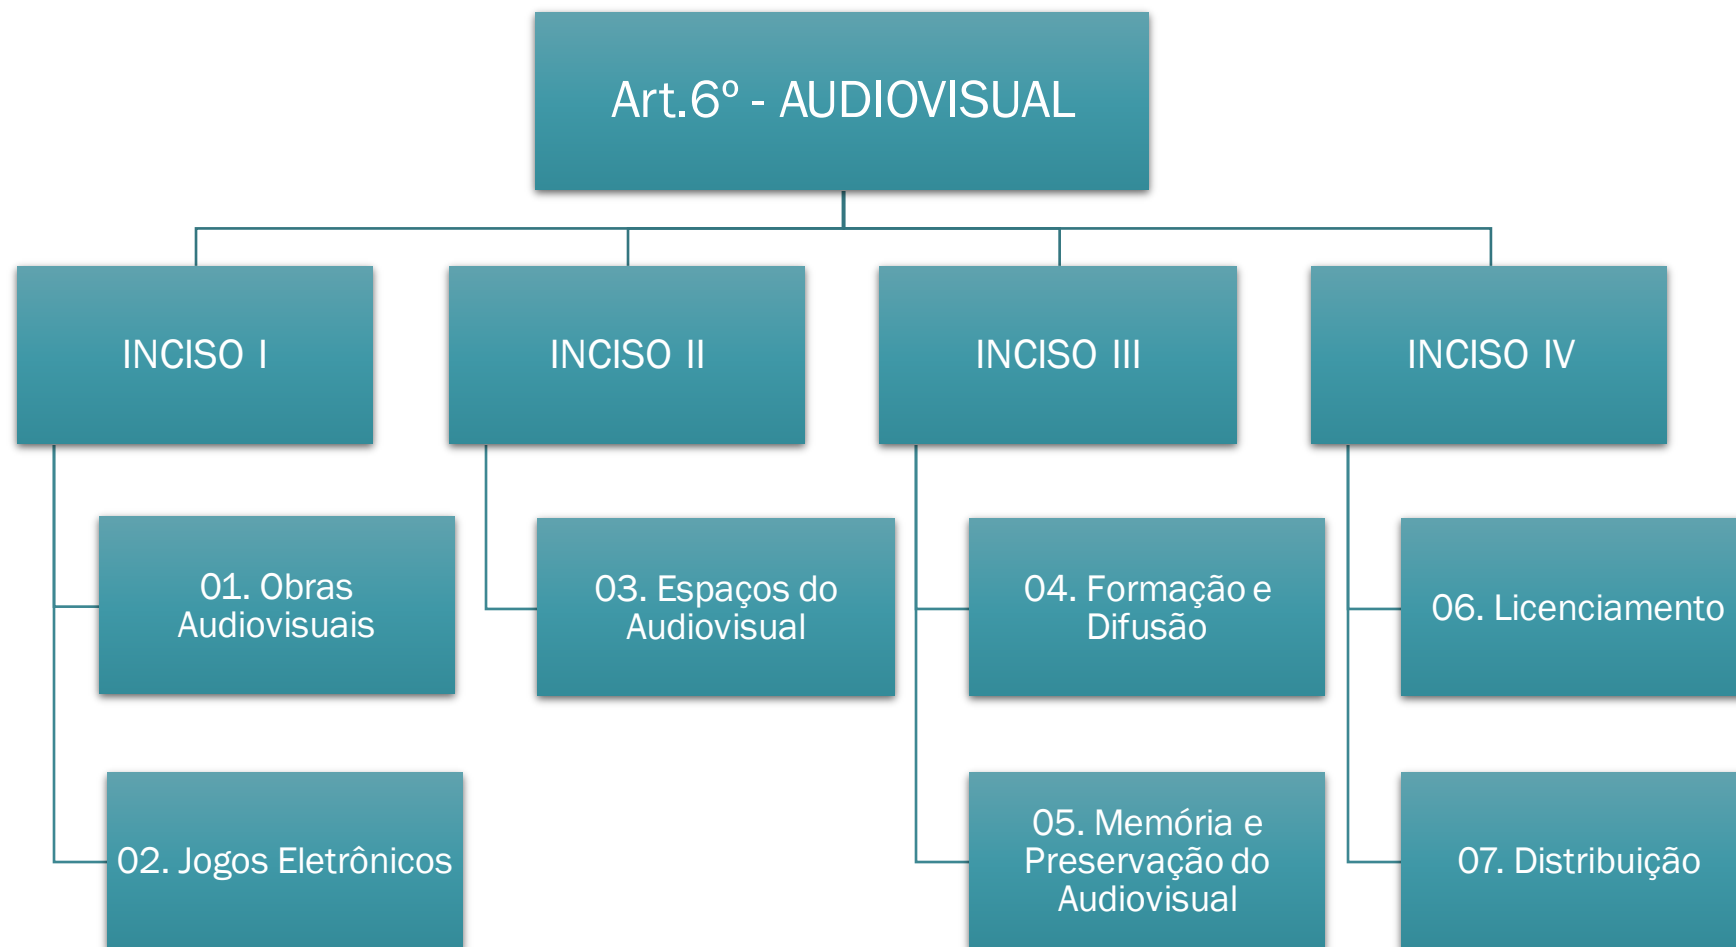 Art.6º - AUDIOVISUAL
INCISO I
INCISO II
INCISO III
INCISO IV
01. Obras
Audiovisuais
03. Espaços do
Audiovisual
04. Formação e
Difusão
06. Licenciamento
02. Jogos Eletrônicos
05. Memória e
Preservação do
Audiovisual
07. Distribuição